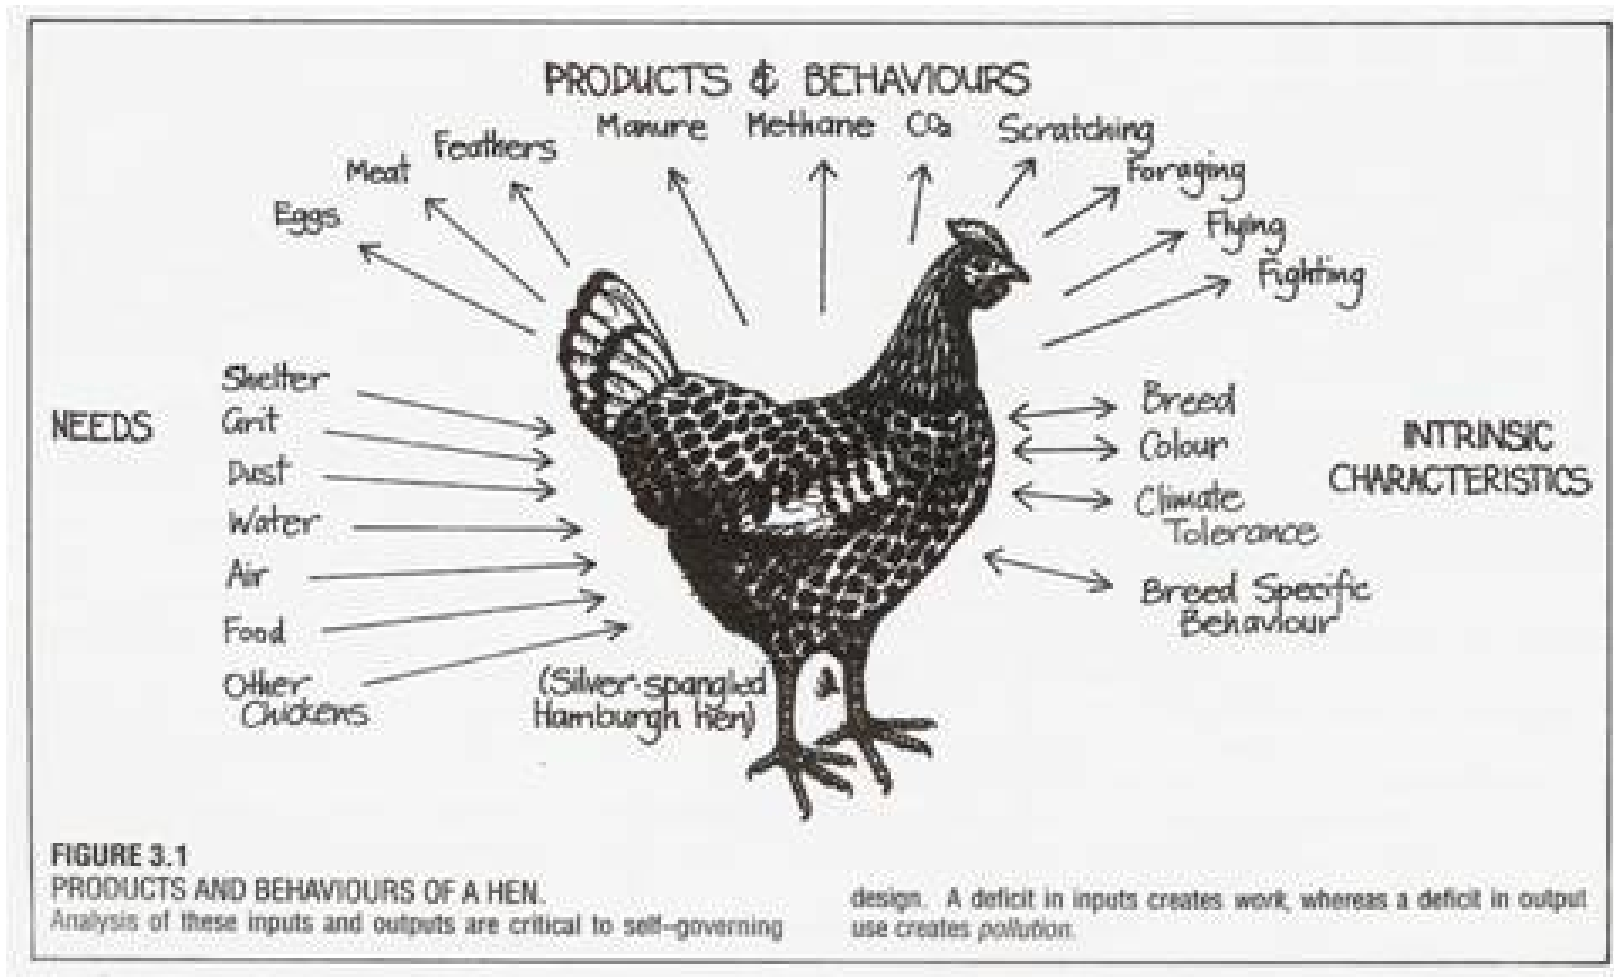 PRODUCTS & BEHAVIOURS
Eggs
Meat
Feathers
Manure
Methane
CO₂
Scratching
Foraging
Flying
Fighting
NEEDS
Shelter
Grit
Dust
Water
Air
Food
Other
Chickens
(Silver-spangled
Hamburgh hen)
Breed
Colour
Climate
Tolerance
Breed Specific
Behaviour
INTRINSIC
CHARACTERISTICS
FIGURE 3.1
PRODUCTS AND BEHAVIOURS OF A HEN.
Analysis of these inputs and outputs are critical to self-governing
design. A deficit in inputs creates work, whereas a deficit in output
use creates pollution.